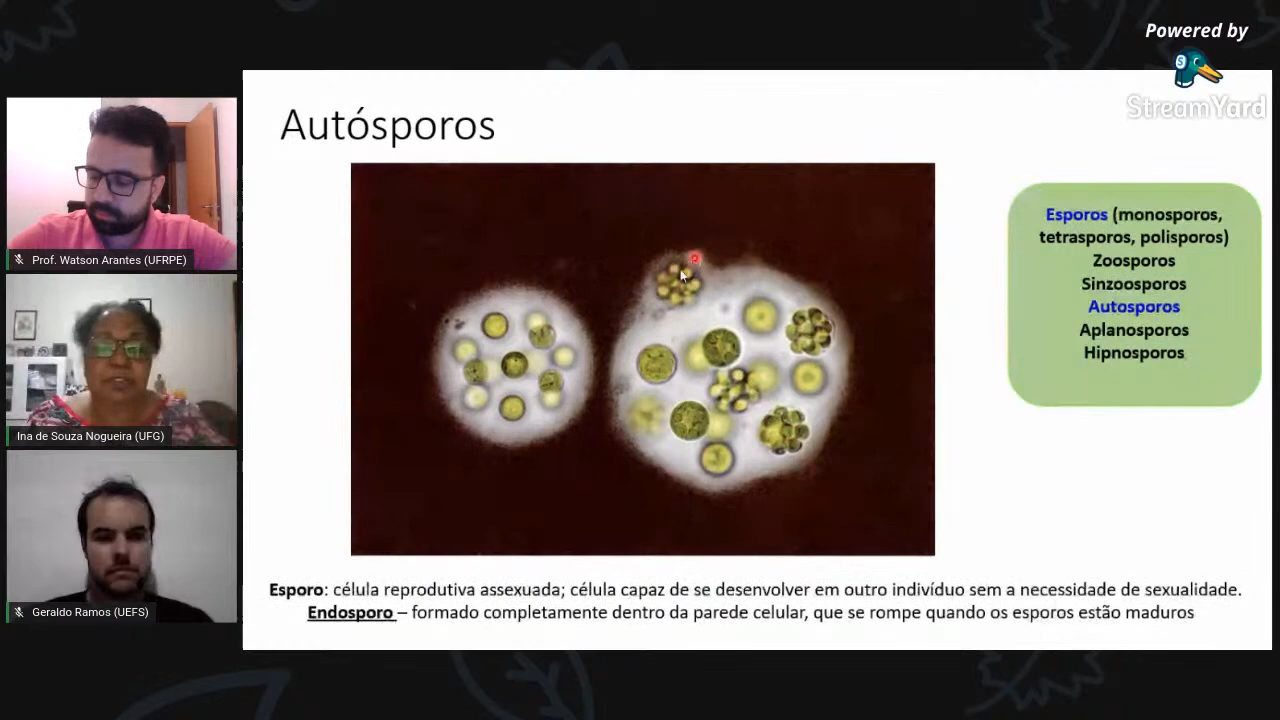 Powered by
StreamYard
Autósporos
Esporos (monosporos,
tetrasporos, polisporos)
Zoosporos
Sinzoosporos
Autosporos
Aplanosporos
Hipnosporos
Prof. Watson Arantes (UFRPE)
Ina de Souza Nogueira (UFG)
Geraldo Ramos (UEFS)
Esporo: célula reprodutiva assexuada; célula capaz de se desenvolver em outro indivíduo sem a necessidade de sexualidade.
Endosporo – formado completamente dentro da parede celular, que se rompe quando os esporos estão maduros